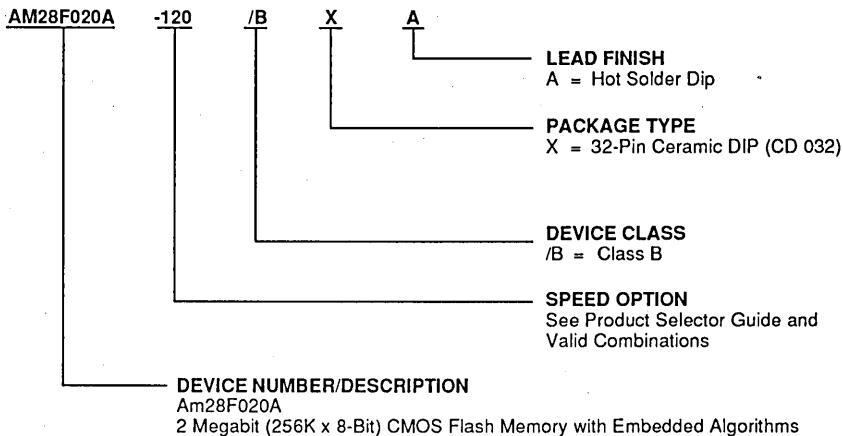 AM28F020A -120 /B X A
LEAD FINISH
A = Hot Solder Dip
PACKAGE TYPE
X = 32-Pin Ceramic DIP (CD 032)
DEVICE CLASS
/B = Class B
SPEED OPTION
See Product Selector Guide and
Valid Combinations
DEVICE NUMBER/DESCRIPTION
Am28F020A
2 Megabit (256K x 8-Bit) CMOS Flash Memory with Embedded Algorithms